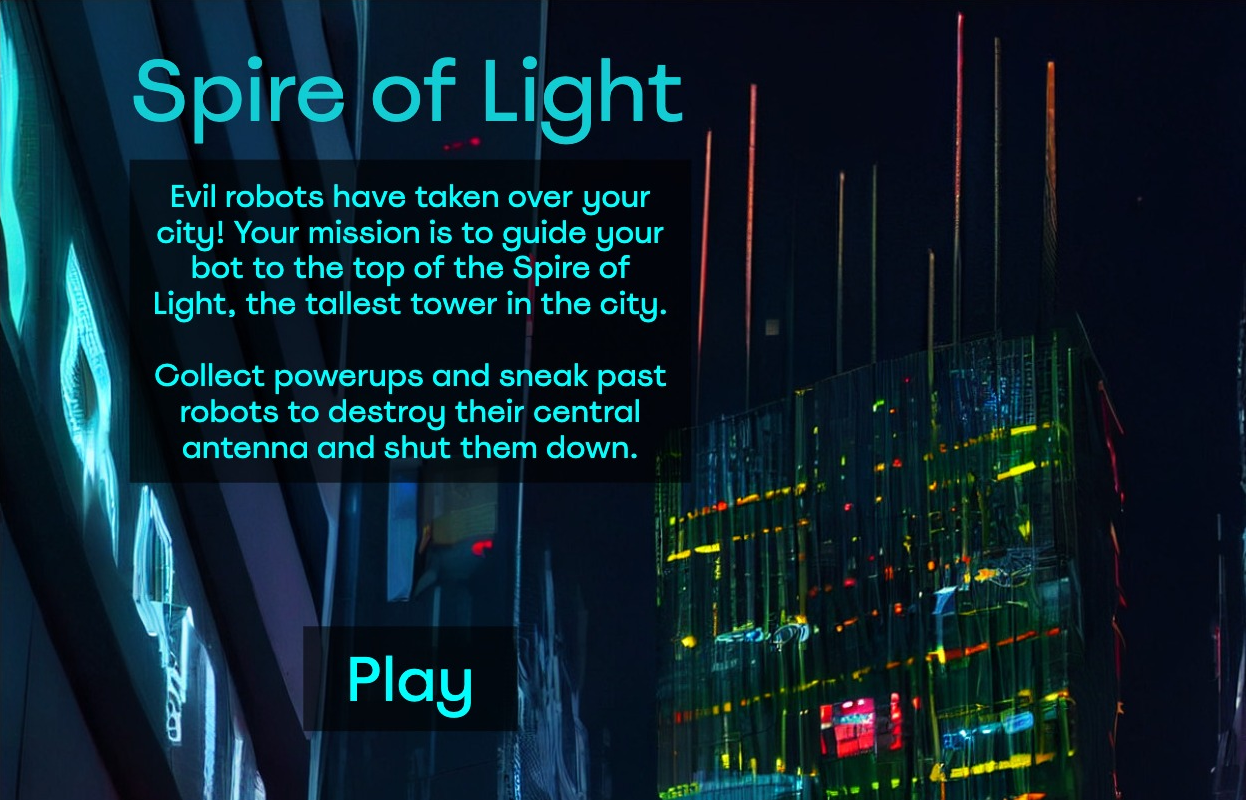 Spire of Light
Evil robots have taken over your
city! Your mission is to guide your
bot to the top of the Spire of
Light, the tallest tower in the city.
Collect powerups and sneak past
robots to destroy their central
antenna and shut them down.
Play